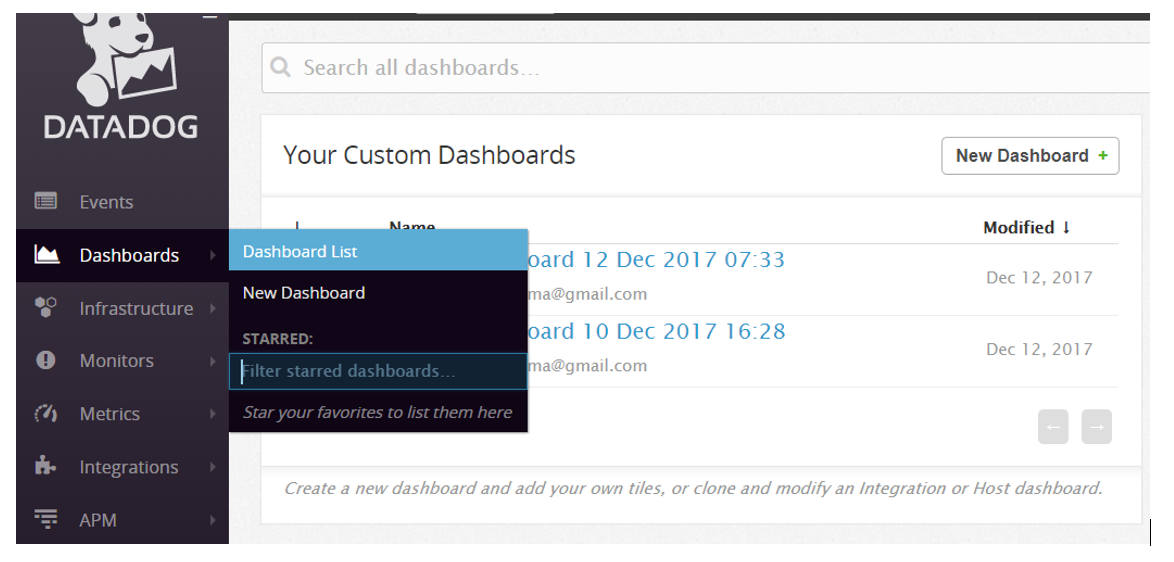 DATADOG
Events
Dashboards
Infrastructure
Monitors
Metrics
Integrations
APM
Dashboard List
New Dashboard
STARRED:
Filter starred dashboards...
Star your favorites to list them here
Search all dashboards...
Your Custom Dashboards
New Dashboard +
Name
Modified ↓
oard 12 Dec 2017 07:33
ma@gmail.com
Dec 12, 2017
oard 10 Dec 2017 16:28
ma@gmail.com
Dec 12, 2017
← →
Create a new dashboard and add your own tiles, or clone and modify an Integration or Host dashboard.